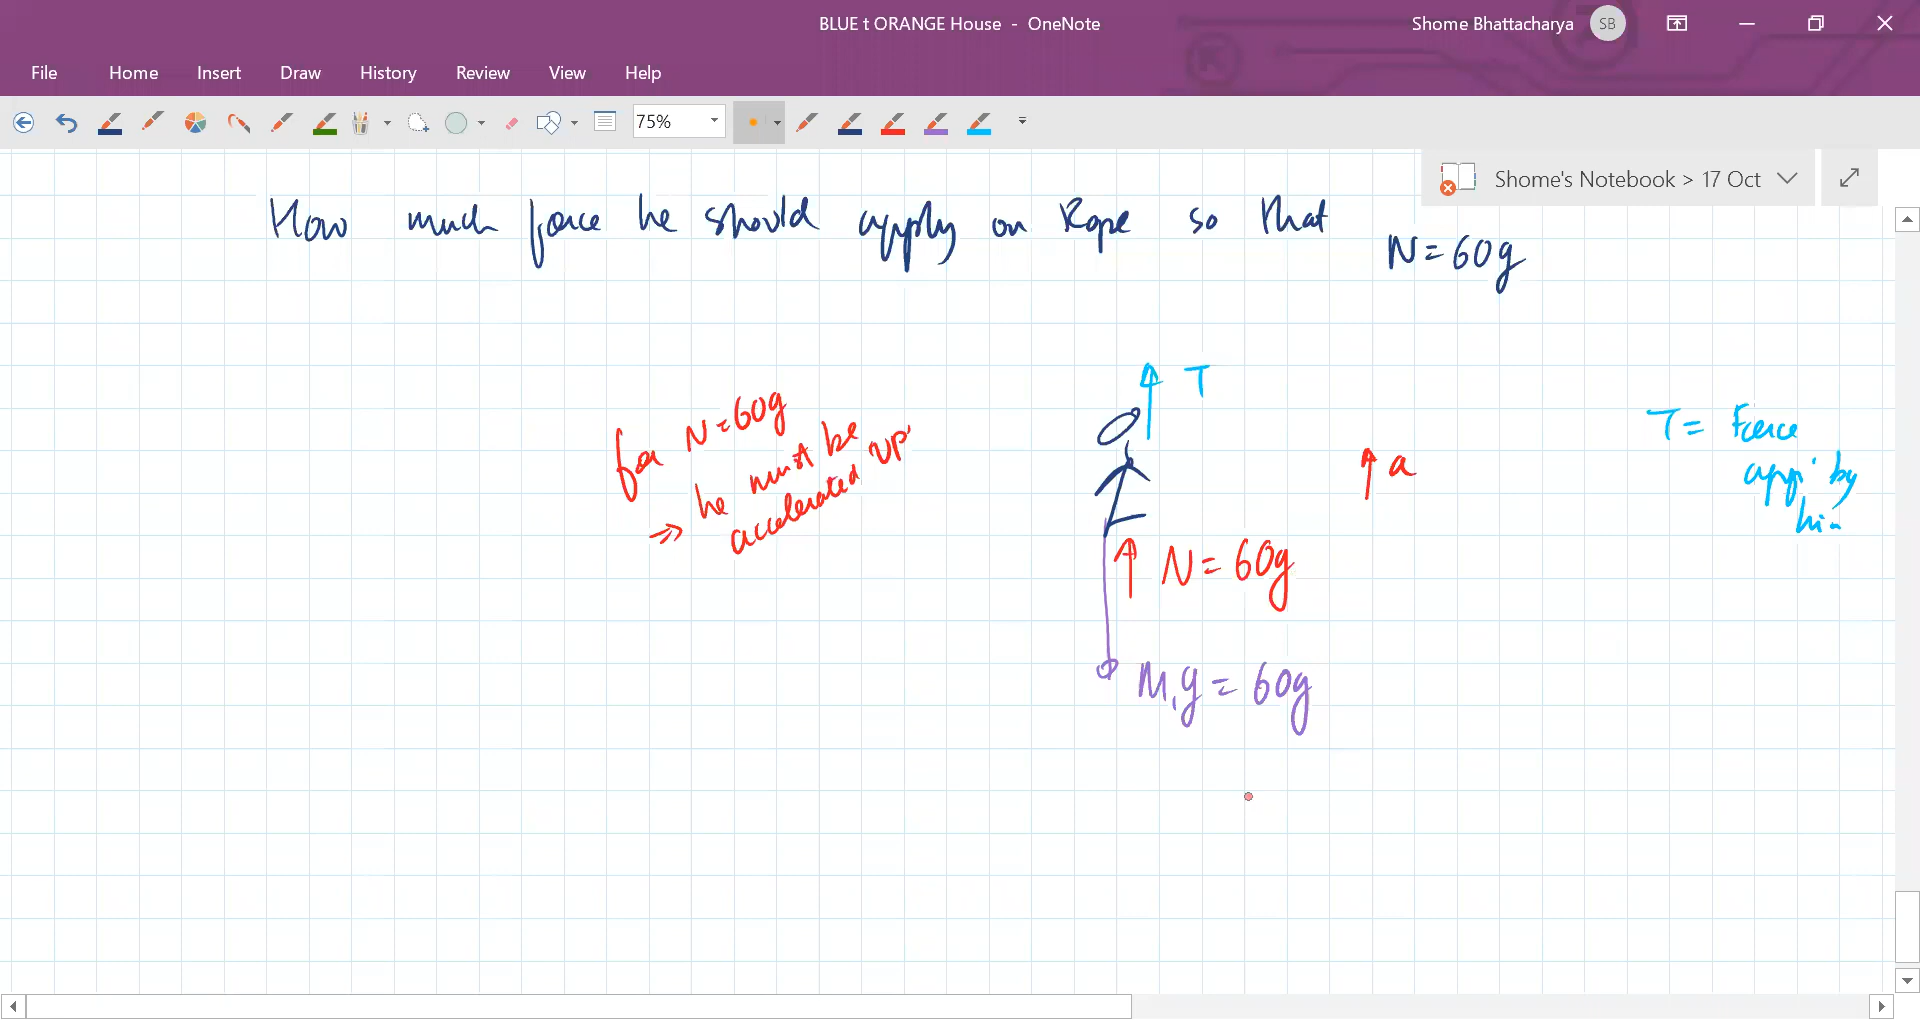 BLUE t ORANGE House - OneNote
Shome Bhattacharya SB
File Home Insert Draw History Review View Help
75%
Shome's Notebook > 17 Oct
How much force he should apply on Rope so that
N = 60g
T
for N = 60g
⇒ he must be
accelerated up.
a
T = Force
app. by
him
N = 60g
M₁g = 60g